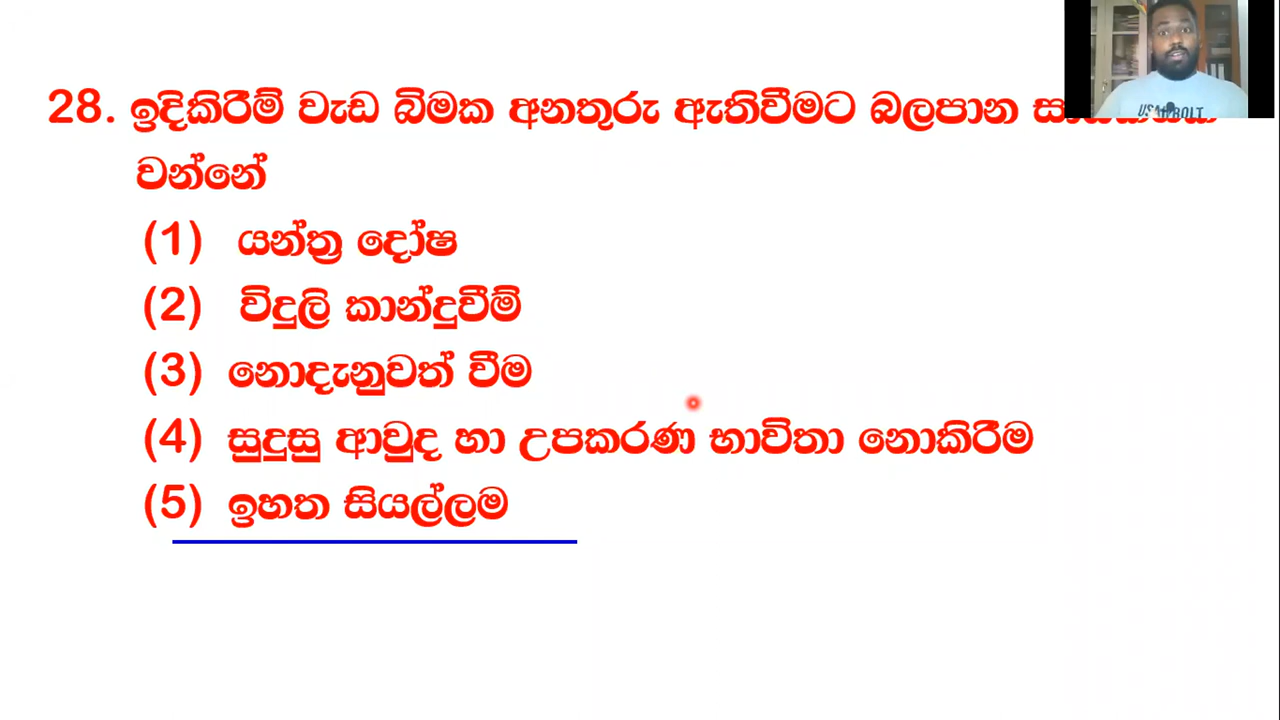 28. ඉදිකිරීම් වැඩ බිමක අනතුරු ඇතිවීමට බලපාන
වන්නේ
(1) යන්ත්‍ර දෝෂ
(2) විදුලි කාන්දුවීම්
(3) නොදැනුවත් වීම
(4) සුදුසු ආවුද හා උපකරණ භාවිතා නොකිරීම
(5) ඉහත සියල්ලම